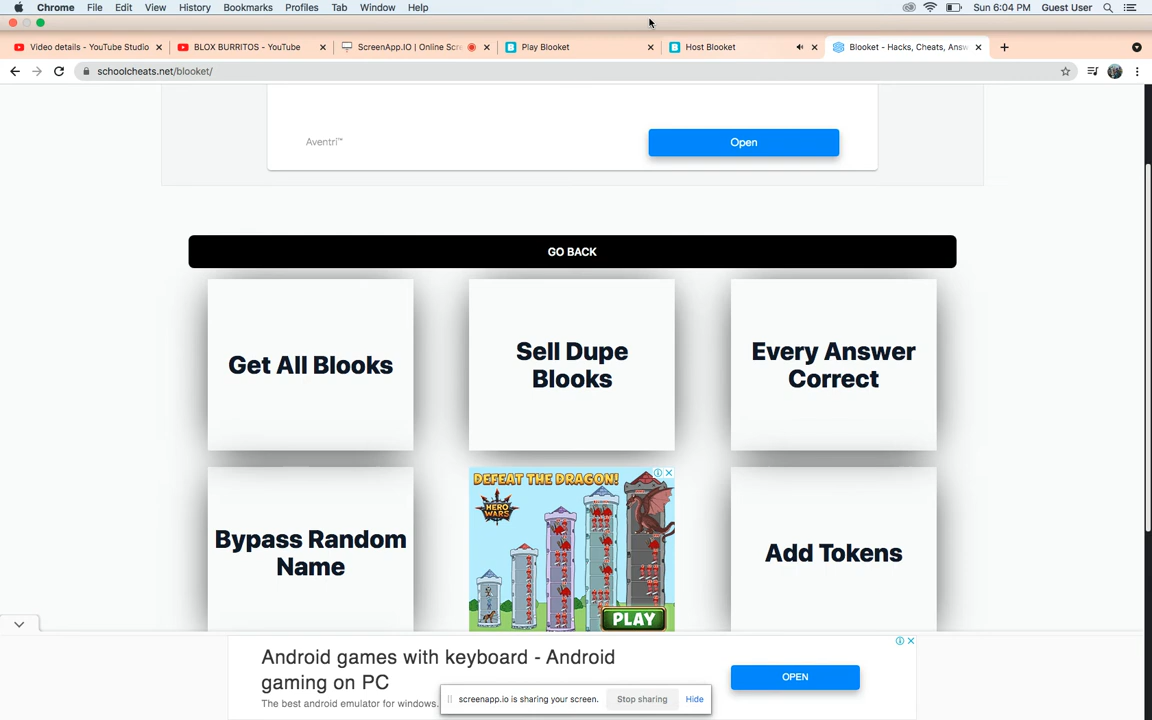 Chrome File Edit View History Bookmarks Profiles Tab Window Help Sun 6:04 PM Guest User
Video details - YouTube Studio
BLOX BURRITOS - YouTube
ScreenApp.IO | Online Scre
Play Blooket
Host Blooket
Blooket - Hacks, Cheats, Answ
schoolcheats.net/blooket/
Aventri™
Open
GO BACK
Get All Blooks
Sell Dupe
Blooks
Every Answer
Correct
Bypass Random
Name
DEFEAT THE DRAGON!
HERO
WARS
PLAY
Add Tokens
Android games with keyboard - Android
gaming on PC
The best android emulator for windows.
OPEN
screenapp.io is sharing your screen.
Stop sharing
Hide